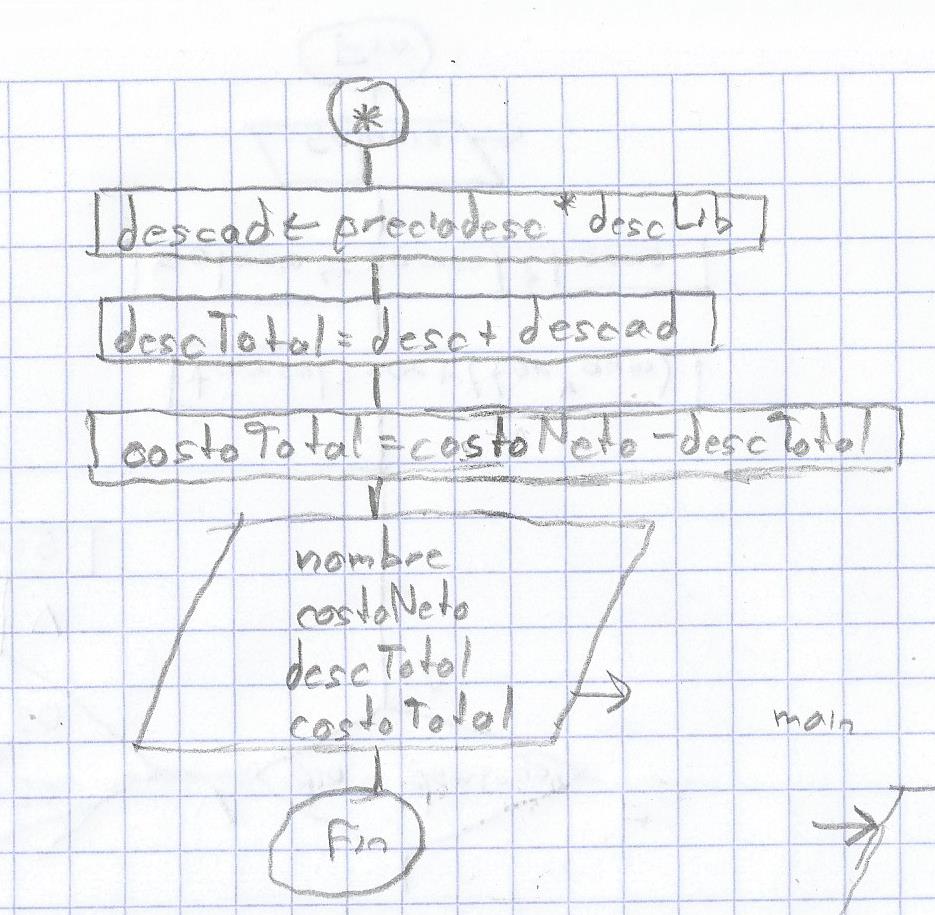 *
descad ← preciodesc * descLib
descTotal = desc + descad
costoTotal = costoNeto - descTotal
nombre
costoNeto
descTotal
costoTotal
main
Fin